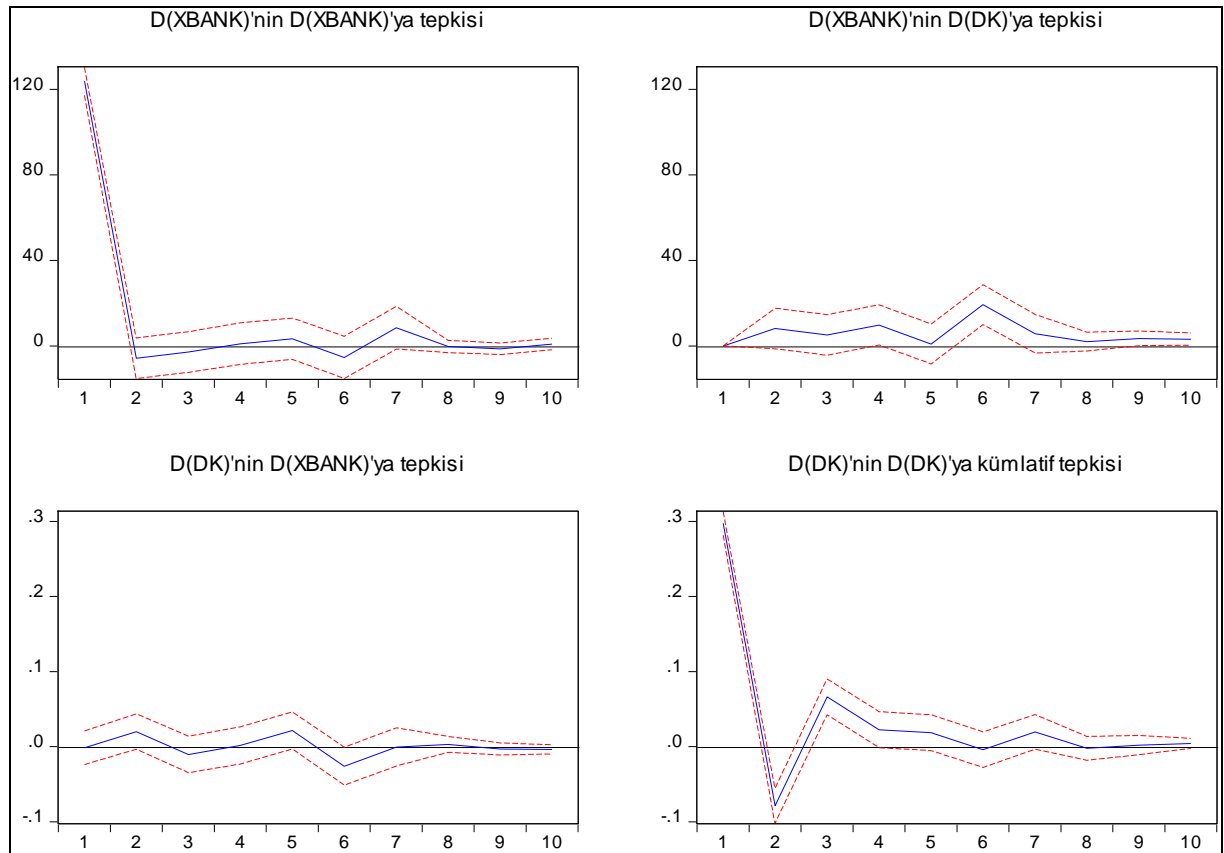 D(XBANK)'nin D(XBANK)'ya tepkisi
120
80
40
0
1 2 3 4 5 6 7 8 9 10
D(XBANK)'nin D(DK)'ya tepkisi
120
80
40
0
1 2 3 4 5 6 7 8 9 10
D(DK)'nin D(XBANK)'ya tepkisi
.3
.2
.1
.0
-.1
1 2 3 4 5 6 7 8 9 10
D(DK)'nin D(DK)'ya kümlatif tepkisi
.3
.2
.1
.0
-.1
1 2 3 4 5 6 7 8 9 10